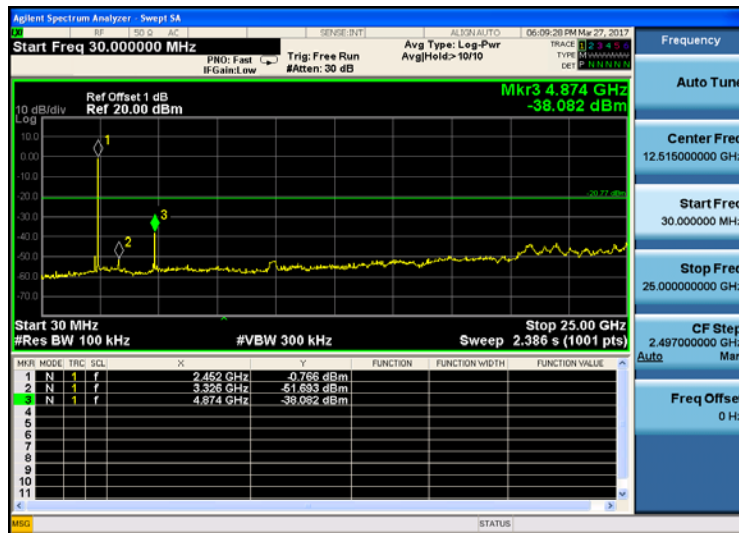 Agilent Spectrum Analyzer - Swept SA
RF 50 Ω AC SENSE:INT ALIGN AUTO 06:09:28 PM Mar 27, 2017
Start Freq 30.000000 MHz
PNO: Fast
IFGain:Low
Trig: Free Run
#Atten: 30 dB
Avg Type: Log-Pwr
Avg|Hold:>10/10
TRACE 1 2 3 4 5 6
TYPE M
DET P N N N N N
Frequency
Auto Tune
Center Freq
12.515000000 GHz
Start Freq
30.000000 MHz
Stop Freq
25.000000000 GHz
CF Step
2.497000000 GHz
Auto Man
Freq Offset
0 Hz
Ref Offset 1 dB
Ref 20.00 dBm
10 dB/div
Log
Mkr3 4.874 GHz
-38.082 dBm
10.0
0.00
-10.0
-20.0
-30.0
-40.0
-50.0
-60.0
-70.0
1
2
3
-20.77 dBm
Start 30 MHz
#Res BW 100 kHz
#VBW 300 kHz
Stop 25.00 GHz
Sweep 2.386 s (1001 pts)
MKR MODE TRC SCL X Y FUNCTION FUNCTION WIDTH FUNCTION VALUE
1 N 1 f 2.452 GHz -0.766 dBm
2 N 1 f 3.326 GHz -51.693 dBm
3 N 1 f 4.874 GHz -38.082 dBm
4
5
6
7
8
9
10
11
MSG
STATUS